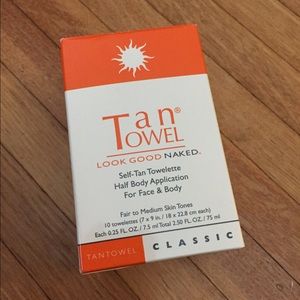 Tan®
TOWEL
LOOK GOOD NAKED.
Self-Tan Towelette
Half Body Application
For Face & Body
Fair to Medium Skin Tones
10 towelettes (7 x 9 in. / 18 x 22.8 cm each)
Each 0.25 FL. OZ. / 7.5 ml Total 2.50 FL. OZ. / 75 ml
TANTOWEL CLASSIC